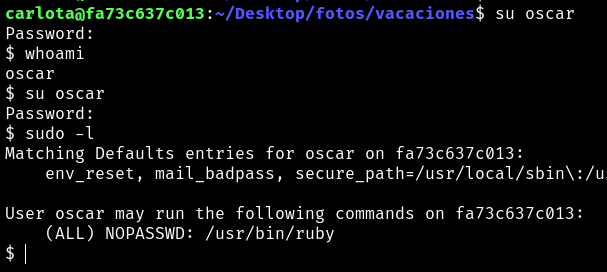 carlota@fa73c637c013:~/Desktop/fotos/vacaciones$ su oscar
Password:
$ whoami
oscar
$ su oscar
Password:
$ sudo -l
Matching Defaults entries for oscar on fa73c637c013:
    env_reset, mail_badpass, secure_path=/usr/local/sbin\:/us
User oscar may run the following commands on fa73c637c013:
    (ALL) NOPASSWD: /usr/bin/ruby
$